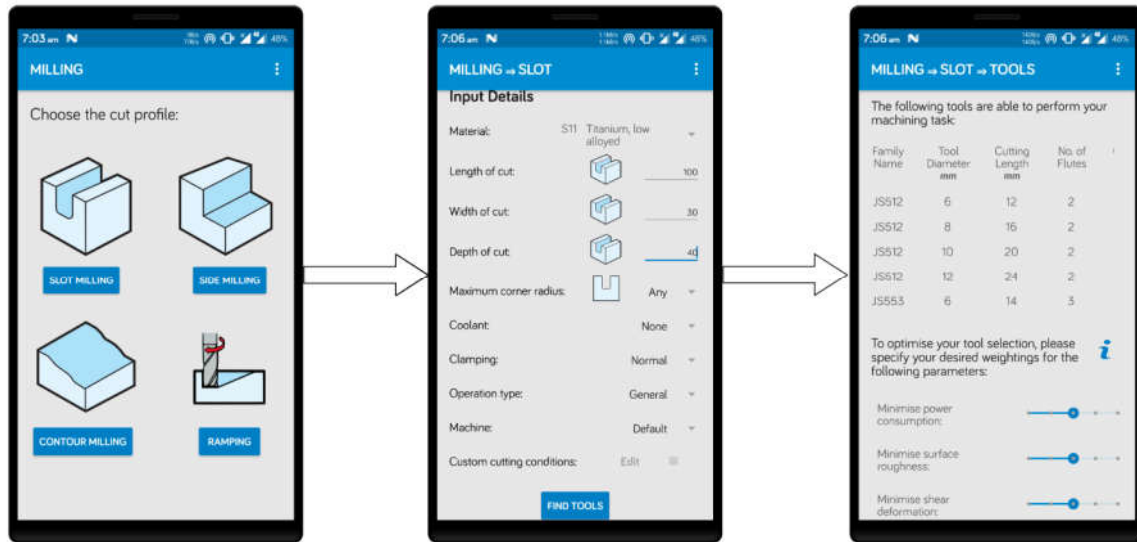 7:03 am N 48%
MILLING
Choose the cut profile:
SLOT MILLING
SIDE MILLING
CONTOUR MILLING
RAMPING
7:06 am N 48%
MILLING ⇒ SLOT
Input Details
Material: S11 Titanium, low
alloyed
Length of cut: 100
Width of cut: 30
Depth of cut: 40
Maximum corner radius: Any
Coolant: None
Clamping: Normal
Operation type: General
Machine: Default
Custom cutting conditions: Edit
FIND TOOLS
7:06 am N 48%
MILLING ⇒ SLOT ⇒ TOOLS
The following tools are able to perform your
machining task:
Family Tool Cutting No. of
Name Diameter Length Flutes
mm mm
JS512 6 12 2
JS512 8 16 2
JS512 10 20 2
JS512 12 24 2
JS553 6 14 3
To optimise your tool selection, please
specify your desired weightings for the
following parameters:
i
Minimise power
consumption:
Minimise surface
roughness:
Minimise shear
deformation: